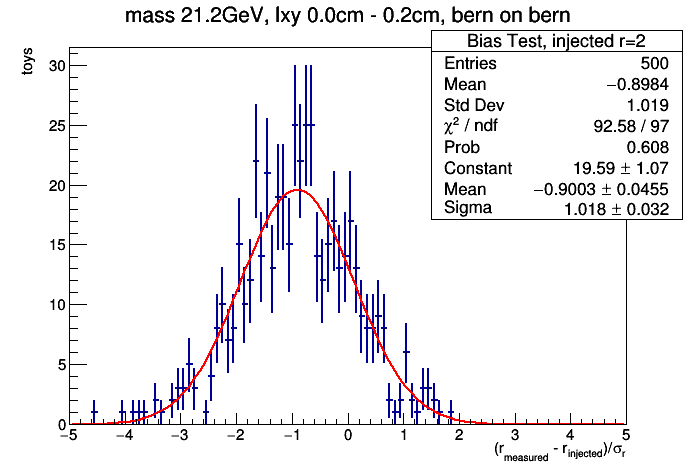 mass 21.2GeV, lxy 0.0cm - 0.2cm, bern on bern
toys
Bias Test, injected r=2
Entries 500
Mean −0.8984
Std Dev 1.019
χ² / ndf 92.58 / 97
Prob 0.608
Constant 19.59 ± 1.07
Mean −0.9003 ± 0.0455
Sigma 1.018 ± 0.032
30
25
20
15
10
5
0
−5 −4 −3 −2 −1 0 1 2 3 4 5
(r_measured - r_injected)/σ_r